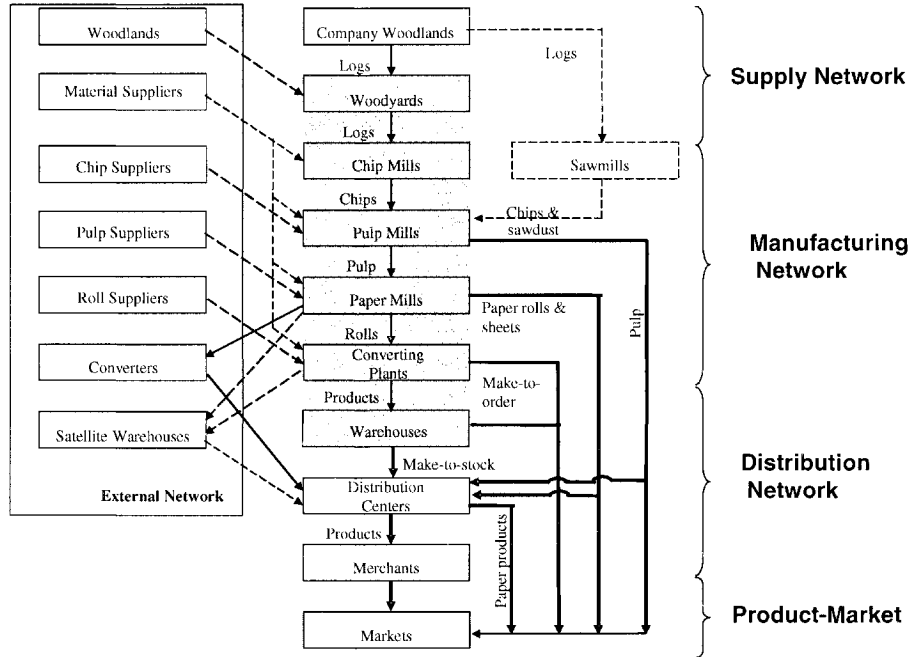 Woodlands
Company Woodlands
Logs
Logs
Supply Network
Material Suppliers
Woodyards
Logs
Chip Suppliers
Chip Mills
Sawmills
Chips
Chips &
sawdust
Pulp Suppliers
Pulp Mills
Manufacturing
Network
Pulp
Roll Suppliers
Paper Mills
Paper rolls &
sheets
Pulp
Rolls
Converters
Converting
Plants
Make-to-
order
Products
Satellite Warehouses
Warehouses
Make-to-stock
Distribution
Network
External Network
Distribution
Centers
Products
Paper products
Merchants
Product-Market
Markets